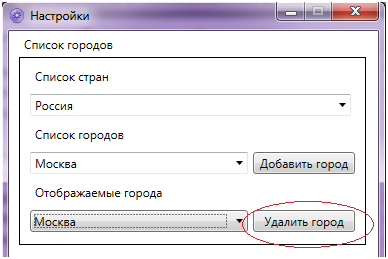 Настройки
Список городов
Список стран
Россия
Список городов
Москва
Добавить город
Отображаемые города
Москва
Удалить город